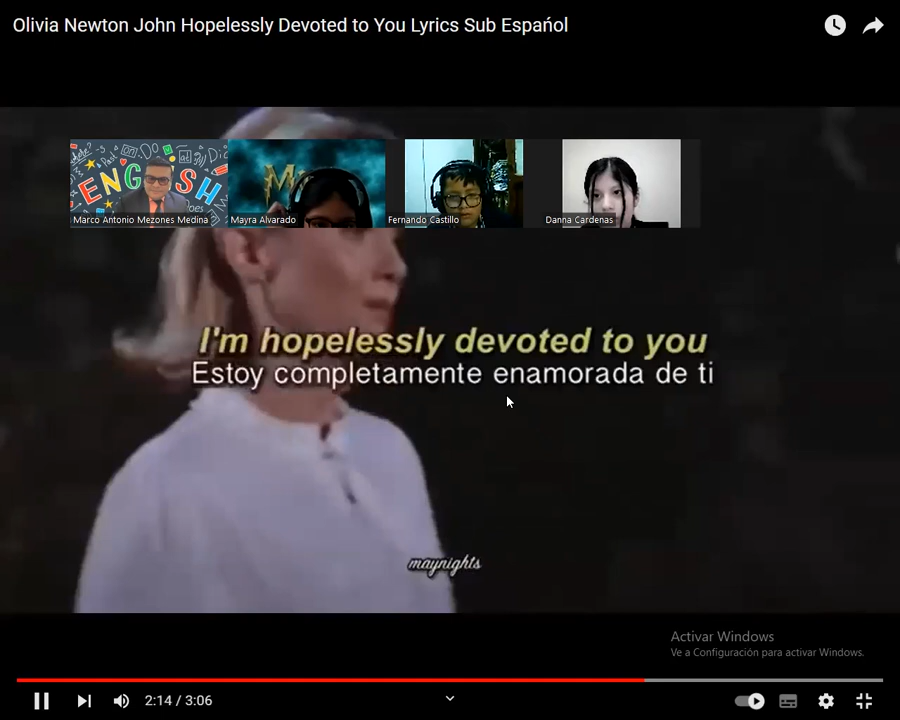 Olivia Newton John Hopelessly Devoted to You Lyrics Sub Español
ENGLISH
Marco Antonio Mezones Medina
Mayra Alvarado
Fernando Castillo
Danna Cardenas
I'm hopelessly devoted to you
Estoy completamente enamorada de ti
maynights
Activar Windows
Ve a Configuración para activar Windows.
2:14 / 3:06